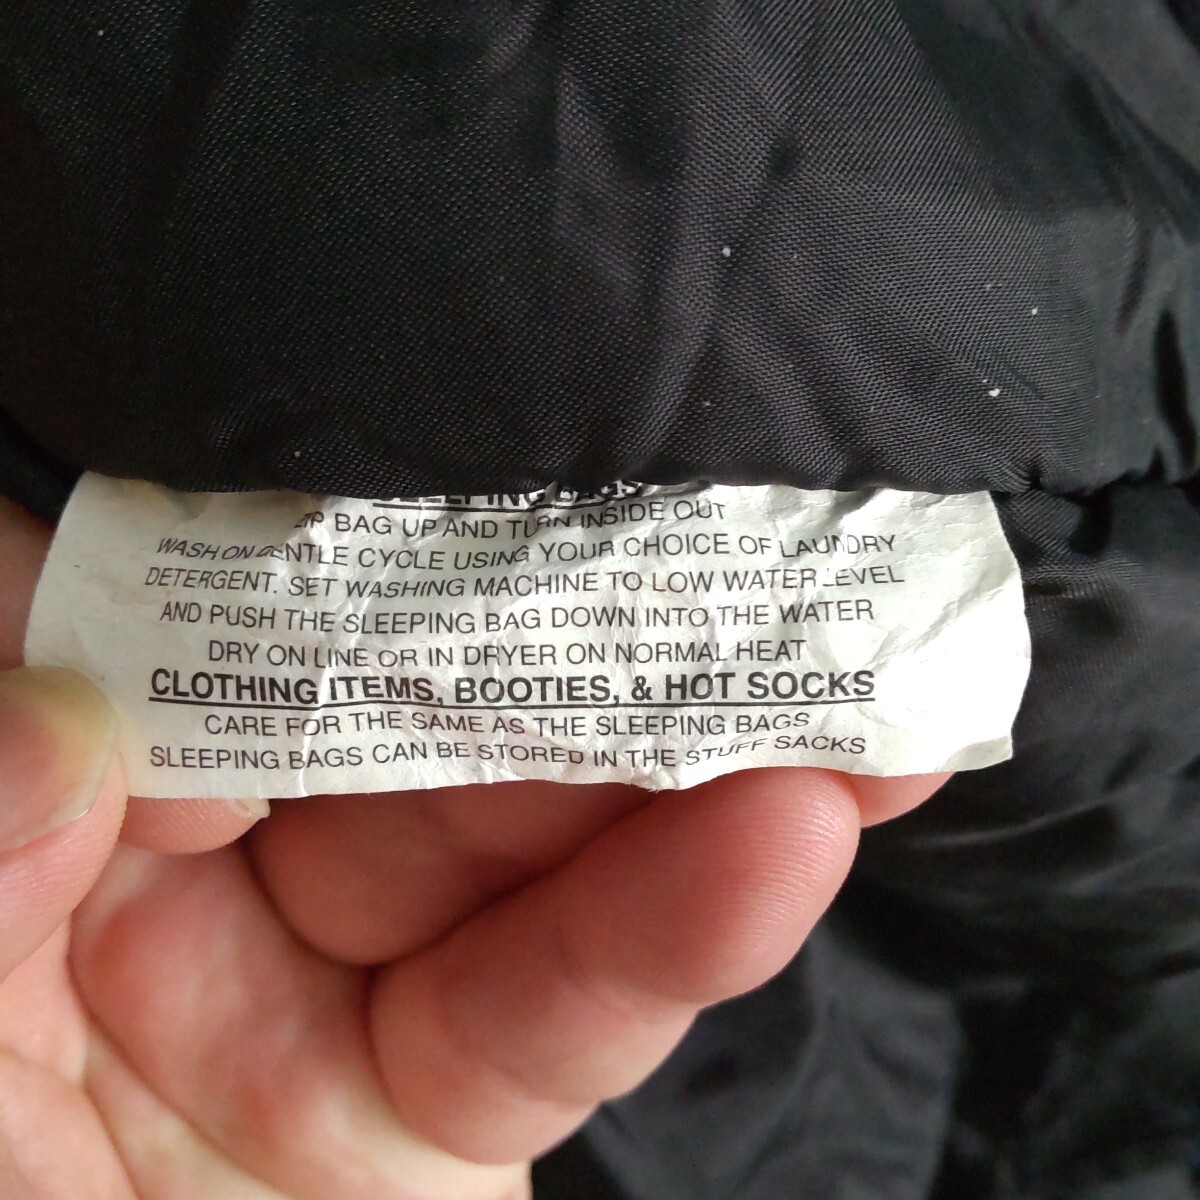 SLEEPING BAGS
ZIP BAG UP AND TURN INSIDE OUT
WASH ON GENTLE CYCLE USING YOUR CHOICE OF LAUNDRY
DETERGENT. SET WASHING MACHINE TO LOW WATER LEVEL
AND PUSH THE SLEEPING BAG DOWN INTO THE WATER
DRY ON LINE OR IN DRYER ON NORMAL HEAT
CLOTHING ITEMS, BOOTIES, & HOT SOCKS
CARE FOR THE SAME AS THE SLEEPING BAGS
SLEEPING BAGS CAN BE STORED IN THE STUFF SACKS